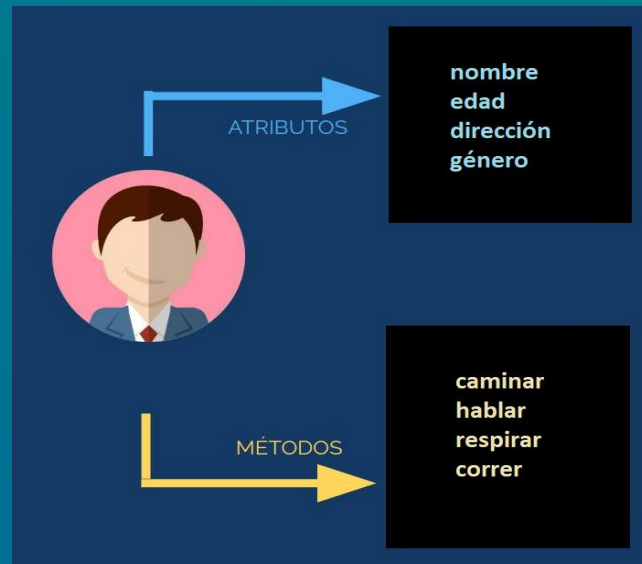 ATRIBUTOS
nombre
edad
dirección
género
MÉTODOS
caminar
hablar
respirar
correr